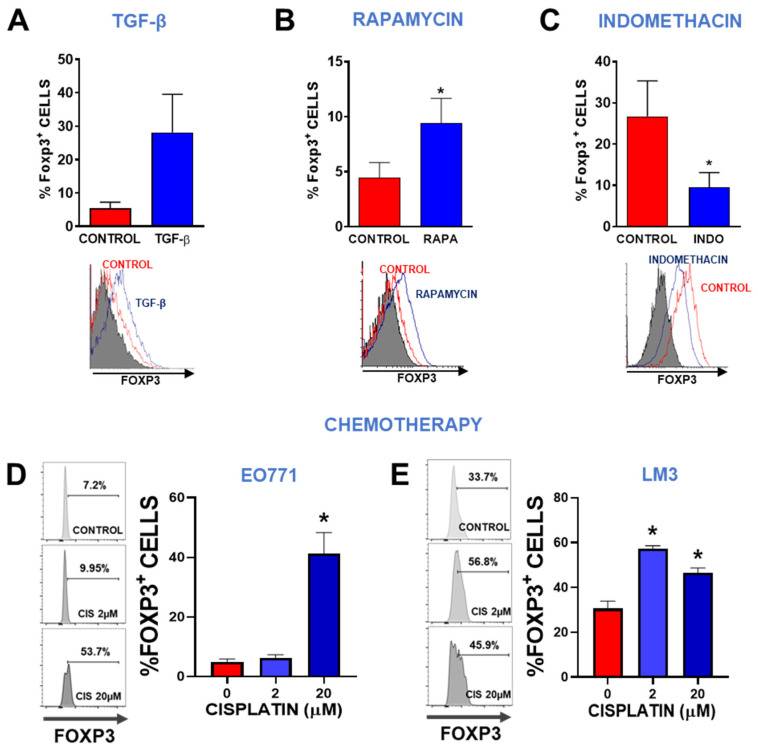 A
TGF-β
% Foxp3⁺ CELLS
50
40
30
20
10
0
CONTROL
TGF-β
CONTROL
TGF-β
FOXP3
B
RAPAMYCIN
% Foxp3⁺ CELLS
15
10
5
0
*
CONTROL
RAPA
CONTROL
RAPAMYCIN
FOXP3
C
INDOMETHACIN
% Foxp3 ⁺ CELLS
40
30
20
10
0
*
CONTROL
INDO
INDOMETHACIN
CONTROL
FOXP3
CHEMOTHERAPY
D
EO771
7.2%
CONTROL
9.95%
CIS 2µM
53.7%
CIS 20µM
FOXP3
%FOXP3⁺ CELLS
60
40
20
0
*
0
2
20
CISPLATIN (µM)
E
LM3
33.7%
CONTROL
56.8%
CIS 2µM
45.9%
CIS 20µM
FOXP3
%FOXP3⁺ CELLS
80
60
40
20
0
*
*
0
2
20
CISPLATIN (µM)